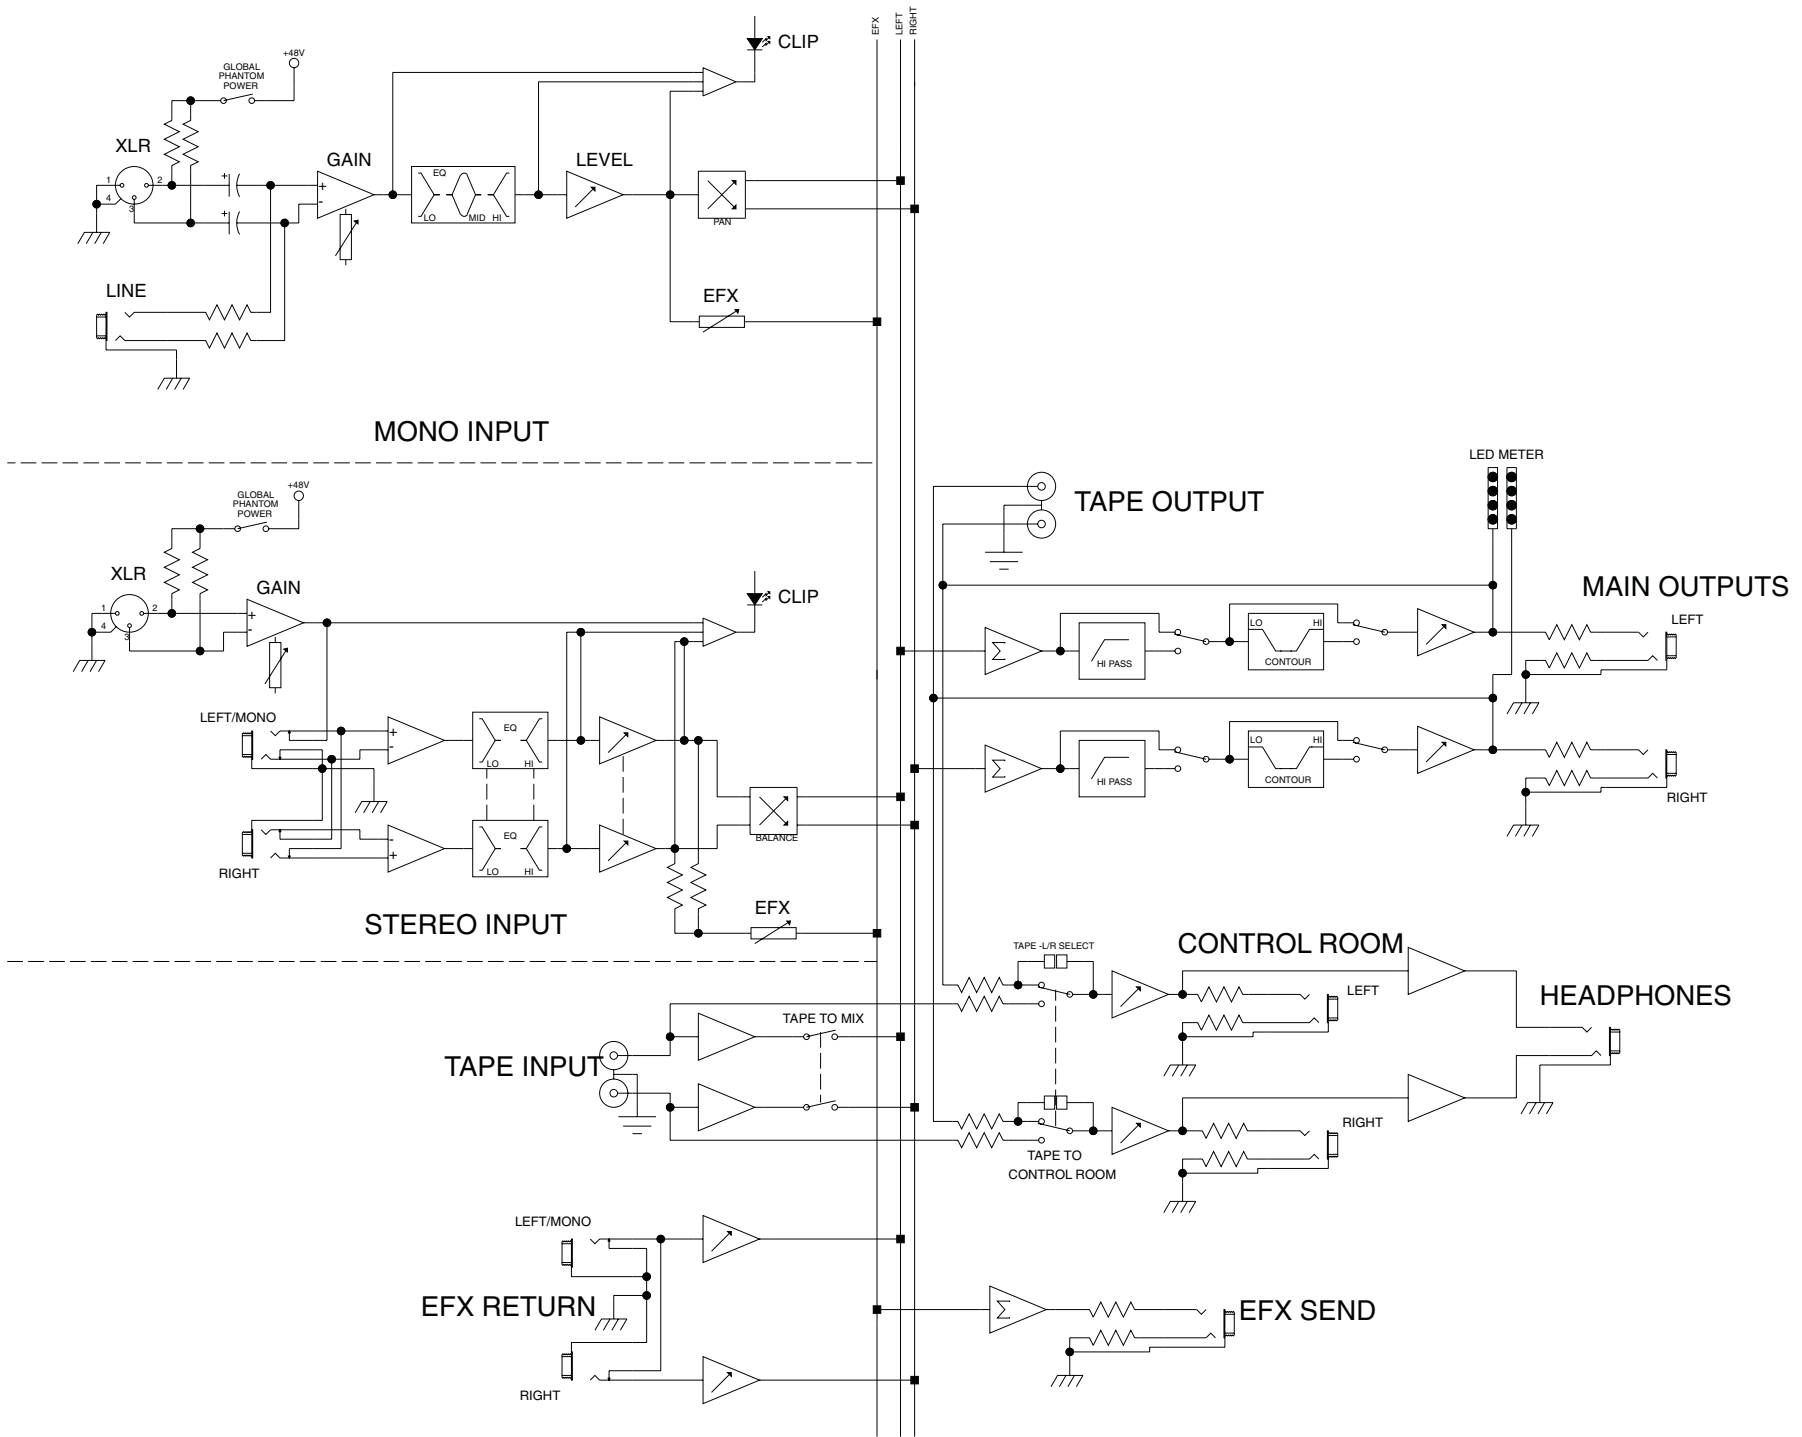 EFX
LEFT
RIGHT
CLIP
+48V
GLOBAL
PHANTOM
POWER
XLR
1
2
4
3
+
+
GAIN
+
-
EQ
LO
MID
HI
LEVEL
PAN
LINE
EFX
MONO INPUT
+48V
GLOBAL
PHANTOM
POWER
XLR
1
2
4
3
GAIN
+
-
CLIP
LEFT/MONO
+
-
EQ
LO
HI
RIGHT
-
+
EQ
LO
HI
BALANCE
EFX
STEREO INPUT
LED METER
TAPE OUTPUT
MAIN OUTPUTS
Σ
HI PASS
LO
HI
CONTOUR
LEFT
Σ
HI PASS
LO
HI
CONTOUR
RIGHT
TAPE -L/R SELECT
CONTROL ROOM
LEFT
HEADPHONES
TAPE TO MIX
TAPE INPUT
RIGHT
TAPE TO
CONTROL ROOM
LEFT/MONO
EFX RETURN
RIGHT
Σ
EFX SEND